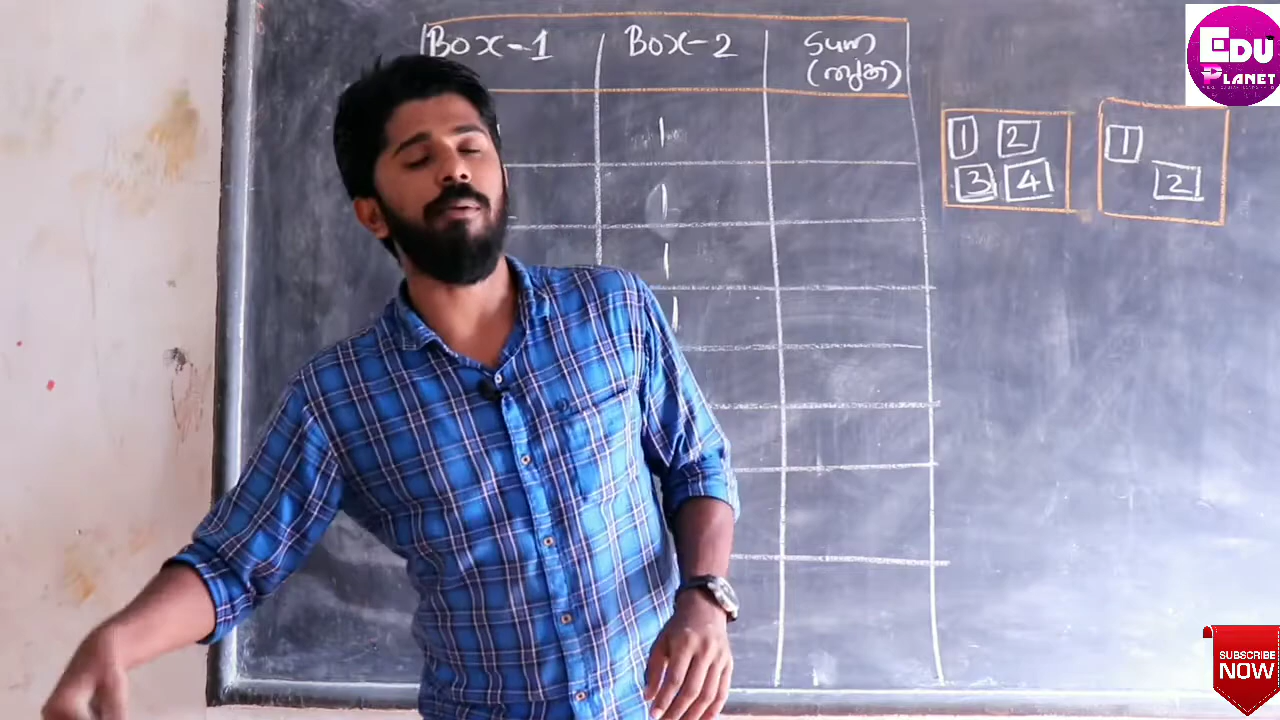 Box-1 Box-2 Sum
(തുക)
1
1
1
1
1 2
3 4
1
2
EDU
PLANET
SUBSCRIBE
NOW